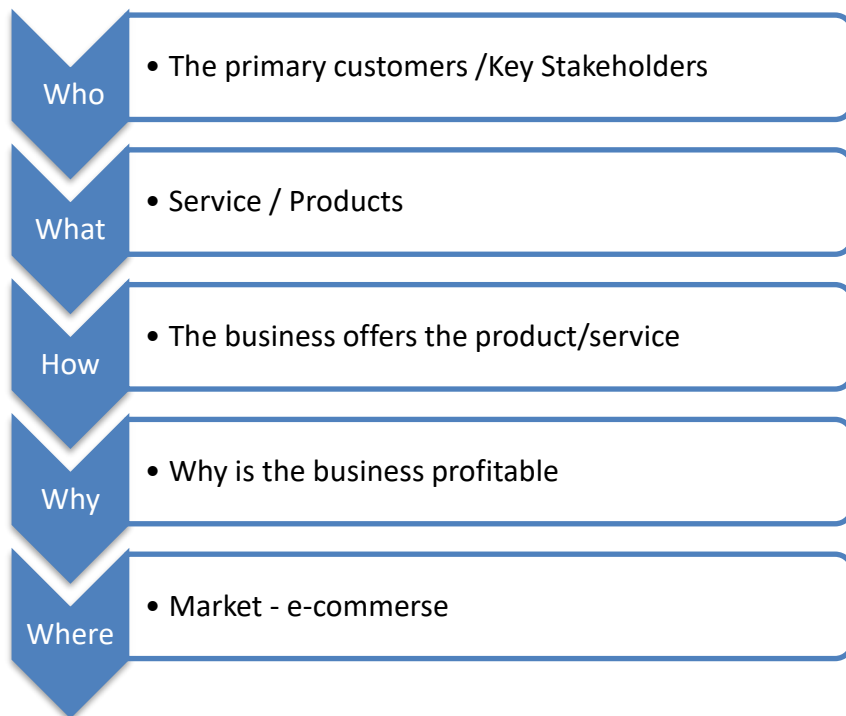 Who
• The primary customers /Key Stakeholders
What
• Service / Products
How
• The business offers the product/service
Why
• Why is the business profitable
Where
• Market - e-commerse